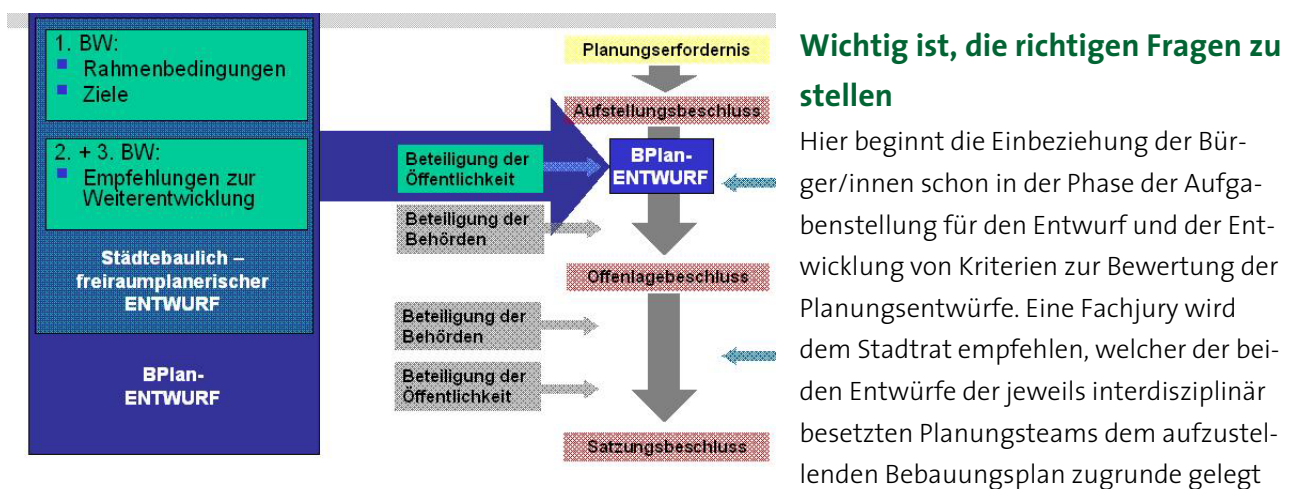 1. BW:
Rahmenbedingungen
Ziele
2. + 3. BW:
Empfehlungen zur
Weiterentwicklung
Städtebaulich –
freiraumplanerischer
ENTWURF
BPlan-
ENTWURF
Planungserfordernis
Aufstellungsbeschluss
Beteiligung der
Öffentlichkeit
BPlan-
ENTWURF
Beteiligung der
Behörden
Offenlagebeschluss
Beteiligung der
Behörden
Beteiligung der
Öffentlichkeit
Satzungsbeschluss
Wichtig ist, die richtigen Fragen zu
stellen
Hier beginnt die Einbeziehung der Bür-
ger/innen schon in der Phase der Aufga-
benstellung für den Entwurf und der Ent-
wicklung von Kriterien zur Bewertung der
Planungsentwürfe. Eine Fachjury wird
dem Stadtrat empfehlen, welcher der bei-
den Entwürfe der jeweils interdisziplinär
besetzten Planungsteams dem aufzustel-
lenden Bebauungsplan zugrunde gelegt